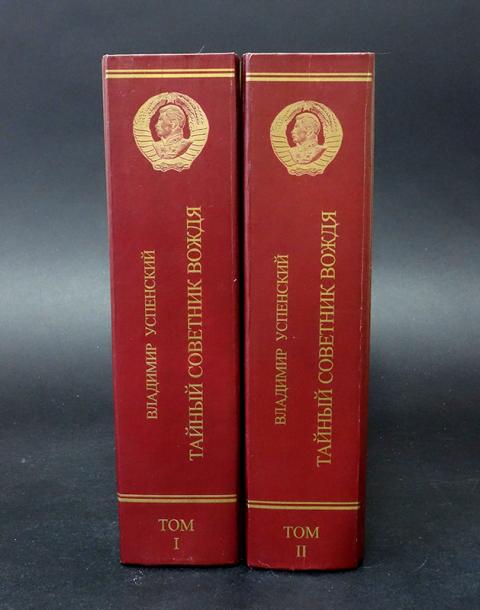 ВЛАДИМИР УСПЕНСКИЙ
ТАЙНЫЙ СОВЕТНИК ВОЖДЯ
ТОМ
I
ВЛАДИМИР УСПЕНСКИЙ
ТАЙНЫЙ СОВЕТНИК ВОЖДЯ
ТОМ
II